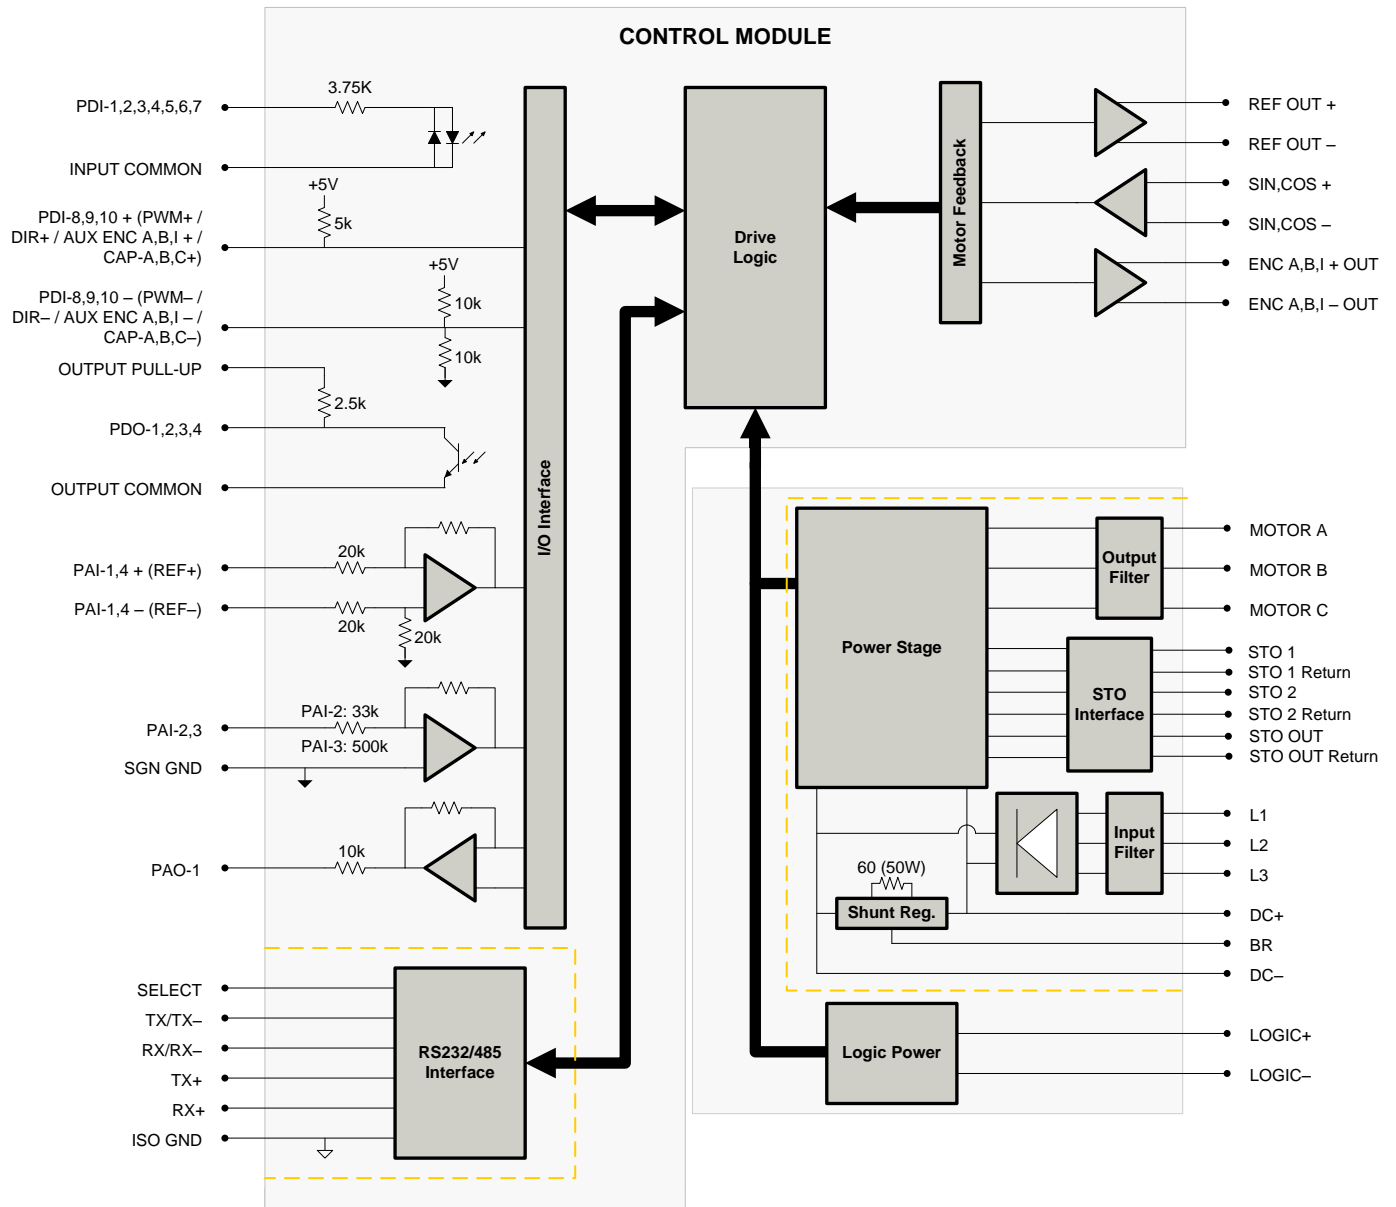 CONTROL MODULE
PDI-1,2,3,4,5,6,7
3.75K
INPUT COMMON
+5V
PDI-8,9,10 + (PWM+ /
DIR+ / AUX ENC A,B,I + /
CAP-A,B,C+)
5k
+5V
PDI-8,9,10 – (PWM– /
DIR– / AUX ENC A,B,I – /
CAP-A,B,C–)
10k
10k
OUTPUT PULL-UP
2.5k
PDO-1,2,3,4
OUTPUT COMMON
PAI-1,4 + (REF+)
20k
PAI-1,4 – (REF–)
20k
20k
PAI-2,3
PAI-2: 33k
PAI-3: 500k
SGN GND
PAO-1
10k
I/O Interface
SELECT
TX/TX–
RX/RX–
TX+
RX+
ISO GND
RS232/485
Interface
Drive
Logic
Motor Feedback
REF OUT +
REF OUT –
SIN,COS +
SIN,COS –
ENC A,B,I + OUT
ENC A,B,I – OUT
Power Stage
Output
Filter
MOTOR A
MOTOR B
MOTOR C
STO
Interface
STO 1
STO 1 Return
STO 2
STO 2 Return
STO OUT
STO OUT Return
Input
Filter
L1
L2
L3
60 (50W)
Shunt Reg.
DC+
BR
DC–
Logic Power
LOGIC+
LOGIC–